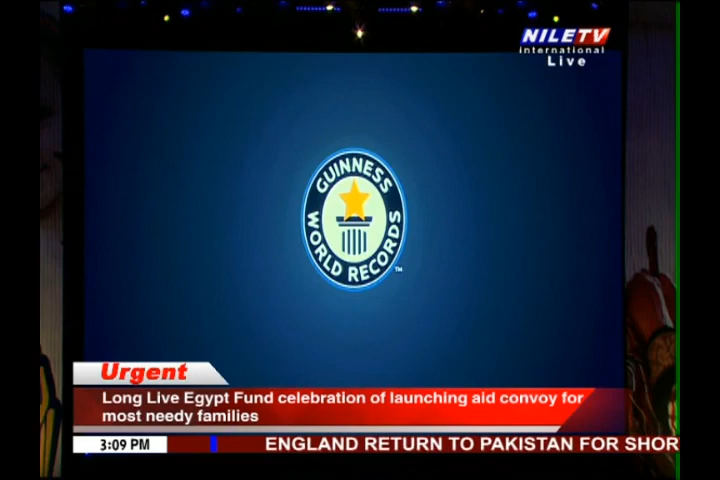 NILETV
international
Live
GUINNESS
WORLD RECORDS
TM
Urgent
Long Live Egypt Fund celebration of launching aid convoy for
most needy families
3:09 PM
ENGLAND RETURN TO PAKISTAN FOR SHOR